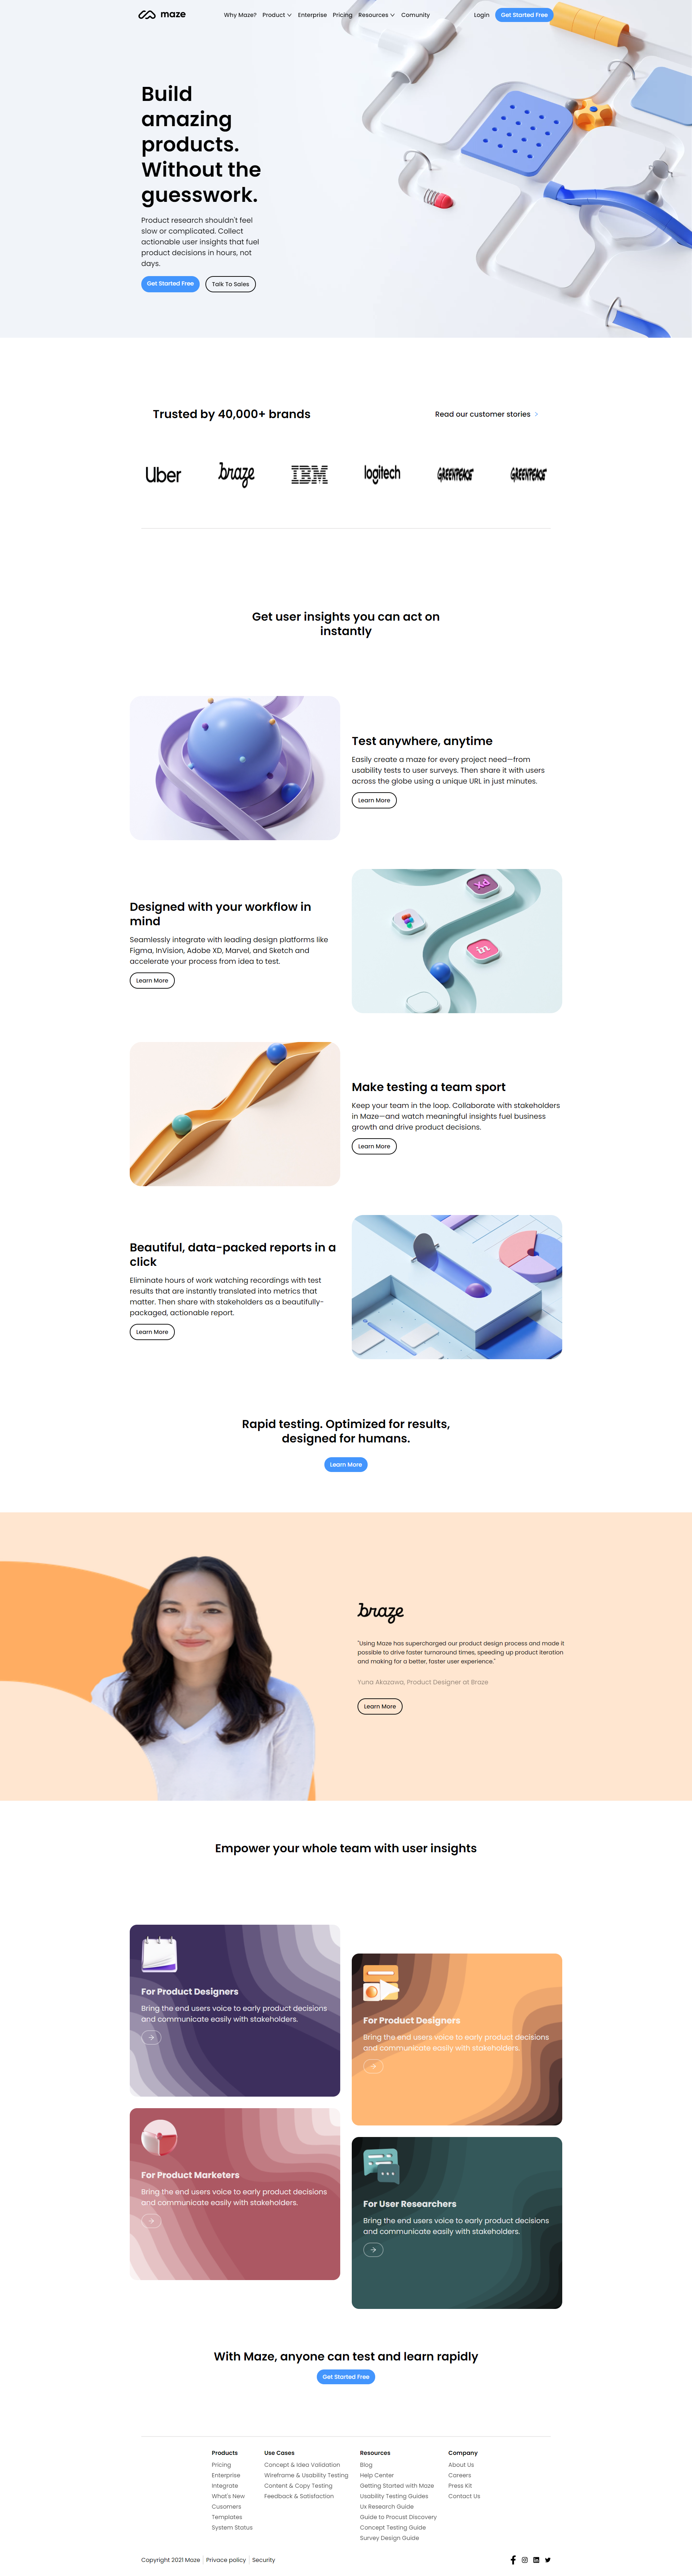 maze
Why Maze? Product Enterprise Pricing Resources Comunity
Login Get Started Free
Build
amazing
products.
Without the
guesswork.
Product research shouldn't feel
slow or complicated. Collect
actionable user insights that fuel
product decisions in hours, not
days.
Get Started Free Talk To Sales
Trusted by 40,000+ brands
Read our customer stories >
Uber braze IBM logitech GREENPEACE GREENPEACE
Get user insights you can act on
instantly
Test anywhere, anytime
Easily create a maze for every project need—from
usability tests to user surveys. Then share it with users
across the globe using a unique URL in just minutes.
Learn More
Designed with your workflow in
mind
Seamlessly integrate with leading design platforms like
Figma, InVision, Adobe XD, Marvel, and Sketch and
accelerate your process from idea to test.
Learn More
Xd
in
Make testing a team sport
Keep your team in the loop. Collaborate with stakeholders
in Maze—and watch meaningful insights fuel business
growth and drive product decisions.
Learn More
Beautiful, data-packed reports in a
click
Eliminate hours of work watching recordings with test
results that are instantly translated into metrics that
matter. Then share with stakeholders as a beautifully-
packaged, actionable report.
Learn More
Rapid testing. Optimized for results,
designed for humans.
Learn More
braze
"Using Maze has supercharged our product design process and made it
possible to drive faster turnaround times, speeding up product iteration
and making for a better, faster user experience."
Yuna Akazawa, Product Designer at Braze
Learn More
Empower your whole team with user insights
For Product Designers
Bring the end users voice to early product decisions
and communicate easily with stakeholders.
For Product Designers
Bring the end users voice to early product decisions
and communicate easily with stakeholders.
For Product Marketers
Bring the end users voice to early product decisions
and communicate easily with stakeholders.
For User Researchers
Bring the end users voice to early product decisions
and communicate easily with stakeholders.
With Maze, anyone can test and learn rapidly
Get Started Free
Products
Pricing
Enterprise
Integrate
What's New
Cusomers
Templates
System Status
Use Cases
Concept & Idea Validation
Wireframe & Usability Testing
Content & Copy Testing
Feedback & Satisfaction
Resources
Blog
Help Center
Getting Started with Maze
Usability Testing Guides
Ux Research Guide
Guide to Procust Discovery
Concept Testing Guide
Survey Design Guide
Company
About Us
Careers
Press Kit
Contact Us
Copyright 2021 Maze | Privace policy | Security